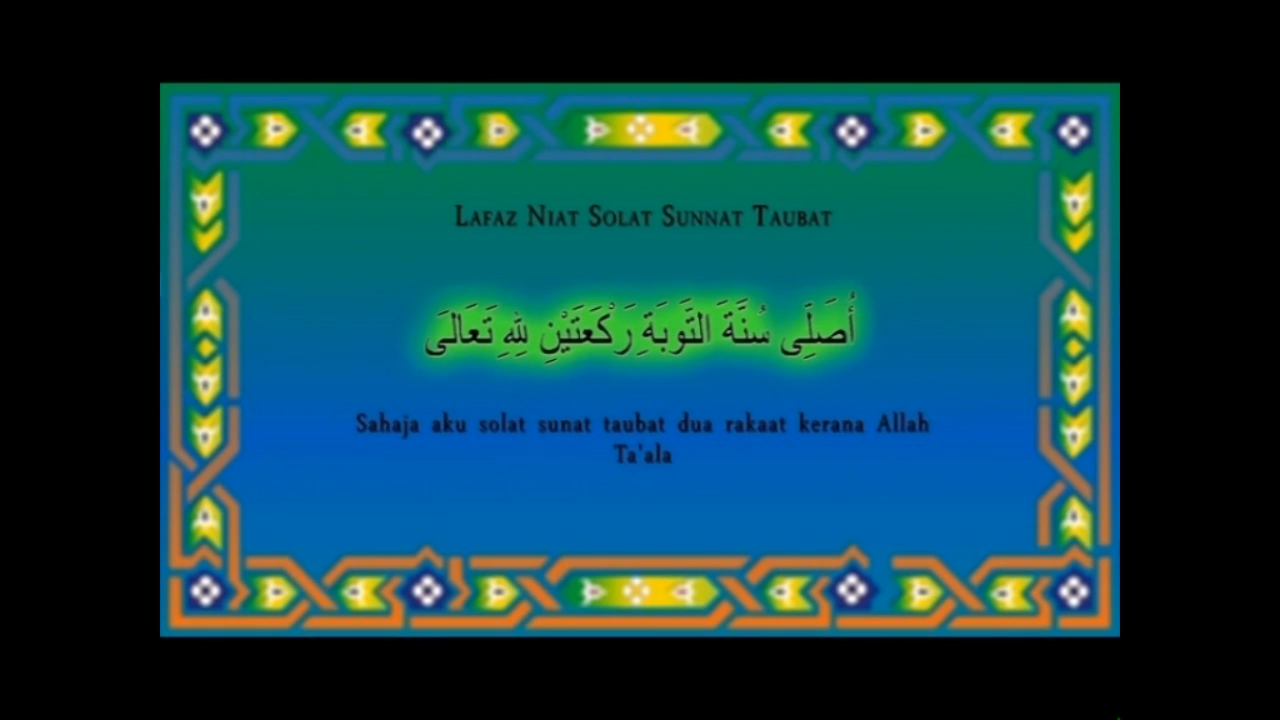 Lafaz Niat Solat Sunnat Taubat
أُصَلِّى سُنَّةَ التَّوبَةِ رَكْعَتَيْنِ لِلّٰهِ تَعَالَى
Sahaja aku solat sunat taubat dua rakaat kerana Allah
Ta'ala